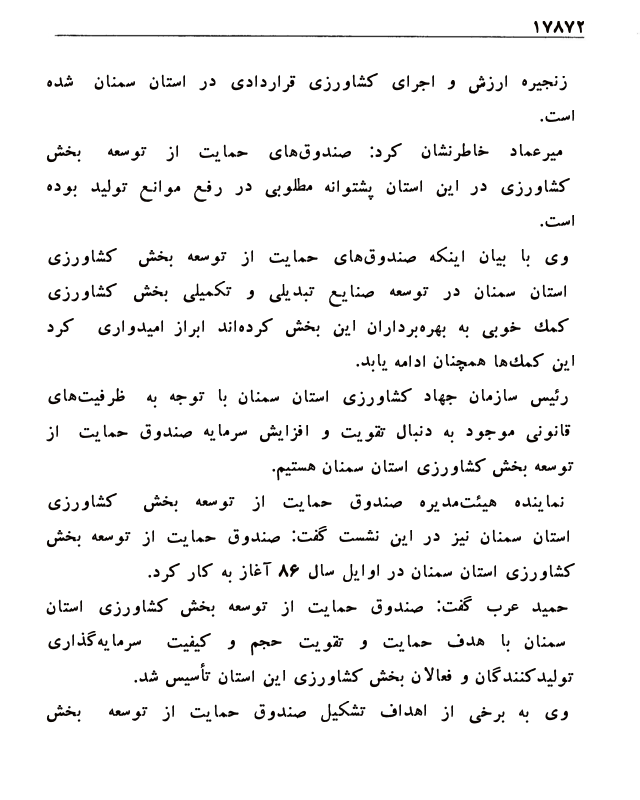 ۱۷۸۷۲
زنجیره ارزش و اجرای کشاورزی قراردادی در استان سمنان شده
است.
میرعماد خاطرنشان کرد: صندوق‌های حمایت از توسعه بخش
کشاورزی در این استان پشتوانه مطلوبی در رفع موانع تولید بوده
است.
وی با بیان اینکه صندوق‌های حمایت از توسعه بخش کشاورزی
استان سمنان در توسعه صنایع تبدیلی و تکمیلی بخش کشاورزی
کمك خوبی به بهره‌برداران این بخش کرده‌اند ابراز امیدواری کرد
این کمك‌ها همچنان ادامه یابد.
رئیس سازمان جهاد کشاورزی استان سمنان با توجه به ظرفیت‌های
قانونی موجود به دنبال تقویت و افزایش سرمایه صندوق حمایت از
توسعه بخش کشاورزی استان سمنان هستیم.
نماینده هیئت‌مدیره صندوق حمایت از توسعه بخش کشاورزی
استان سمنان نیز در این نشست گفت: صندوق حمایت از توسعه بخش
کشاورزی استان سمنان در اوایل سال ۸۶ آغاز به کار کرد.
حمید عرب گفت: صندوق حمایت از توسعه بخش کشاورزی استان
سمنان با هدف حمایت و تقویت حجم و کیفیت سرمایه‌گذاری
تولیدکنندگان و فعالان بخش کشاورزی این استان تأسیس شد.
وی به برخی از اهداف تشکیل صندوق حمایت از توسعه بخش